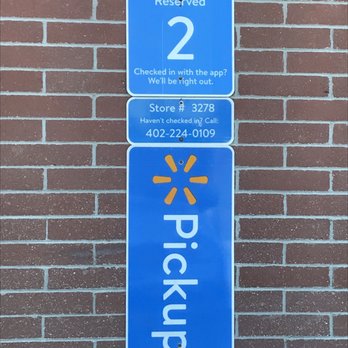 Reserved
2
Checked in with the app?
We'll be right out.
Store # 3278
Haven't checked in? Call:
402-224-0109
Pickup